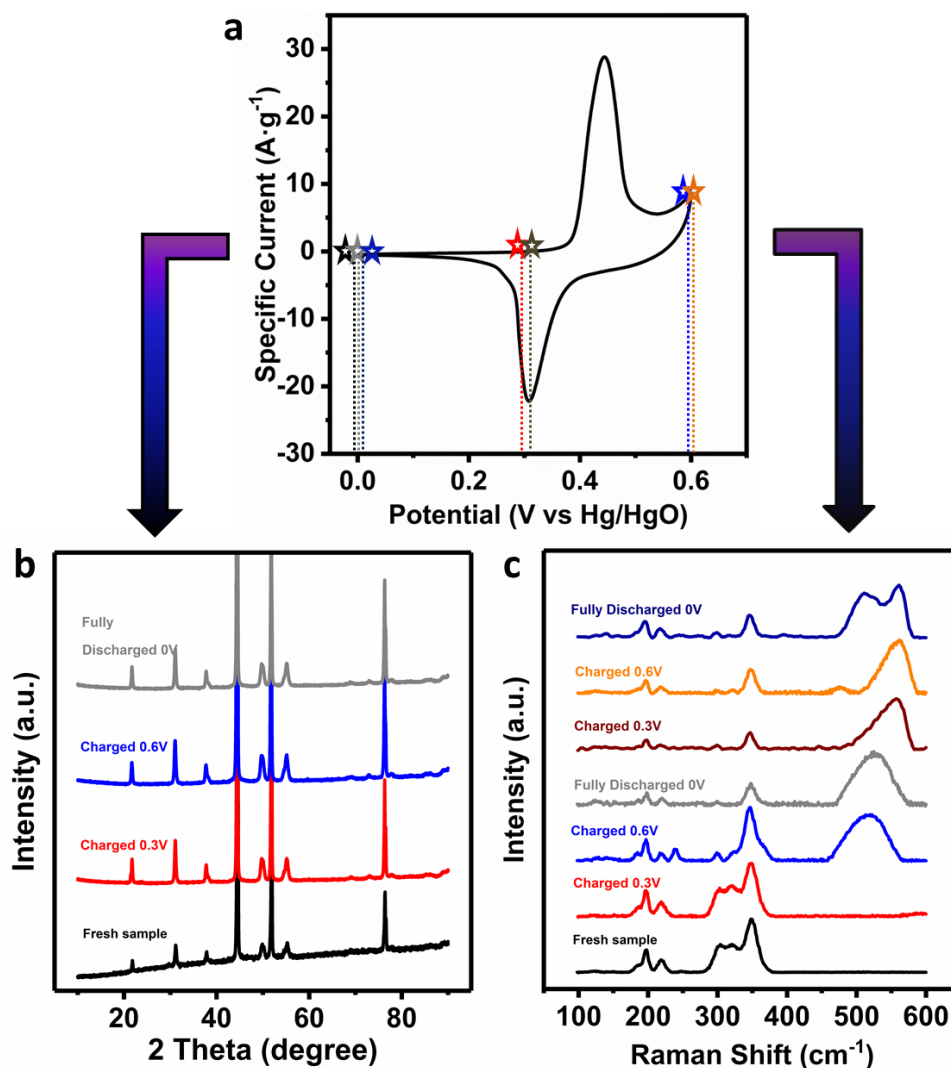 a
Specific Current (A·g⁻¹)
30
20
10
0
-10
-20
-30
0.0 0.2 0.4 0.6
Potential (V vs Hg/HgO)
b
Intensity (a.u.)
Fully
Discharged 0V
Charged 0.6V
Charged 0.3V
Fresh sample
20 40 60 80
2 Theta (degree)
c
Intensity (a.u.)
Fully Discharged 0V
Charged 0.6V
Charged 0.3V
Fully Discharged 0V
Charged 0.6V
Charged 0.3V
Fresh sample
100 200 300 400 500 600
Raman Shift (cm⁻¹)